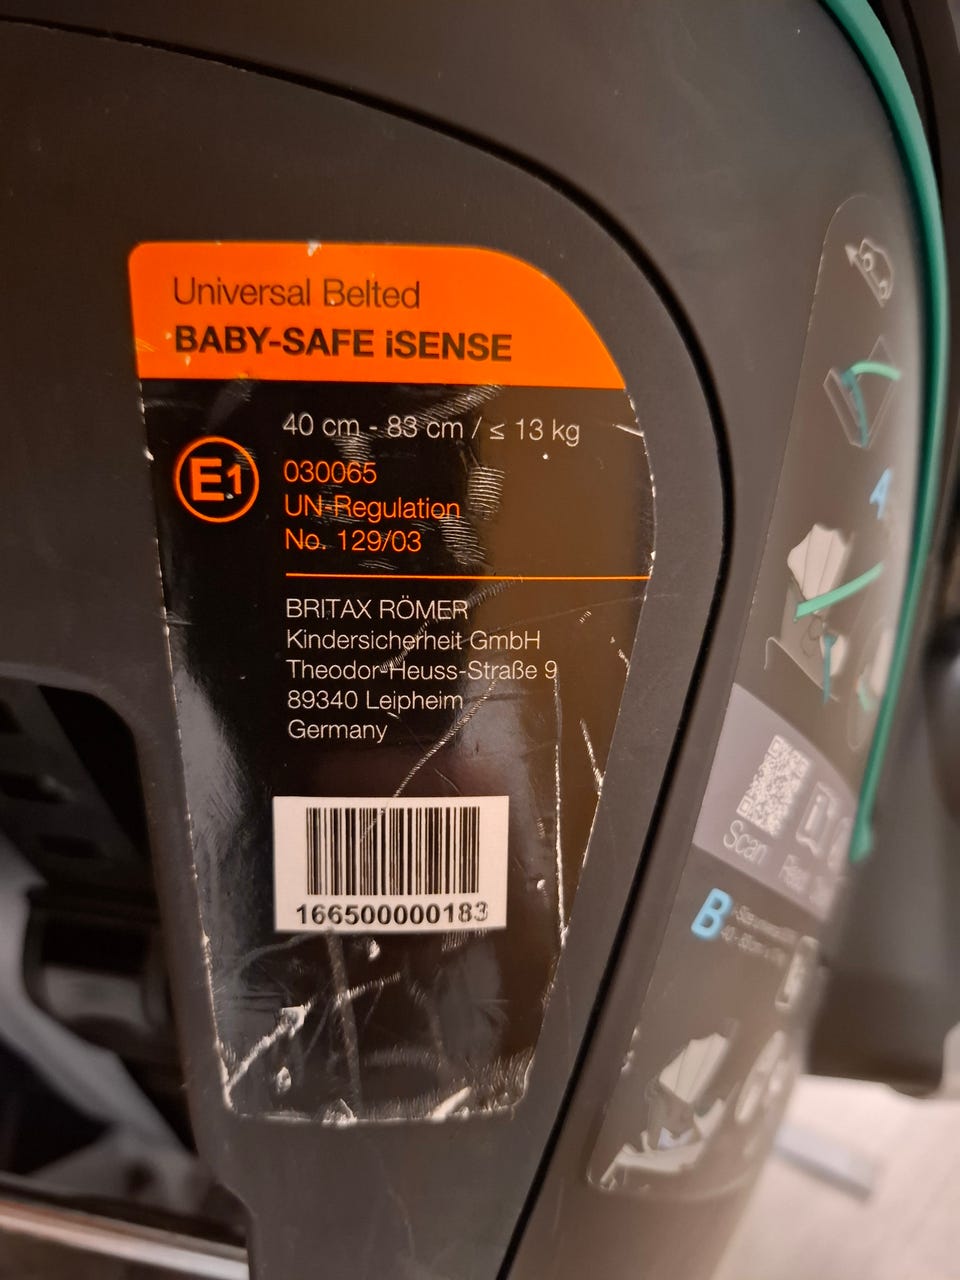 Universal Belted
BABY-SAFE iSENSE
40 cm - 83 cm / ≤ 13 kg
E1
030065
UN-Regulation
No. 129/03
BRITAX RÖMER
Kindersicherheit GmbH
Theodor-Heuss-Straße 9
89340 Leipheim
Germany
166500000183
A
Scan
Read
B